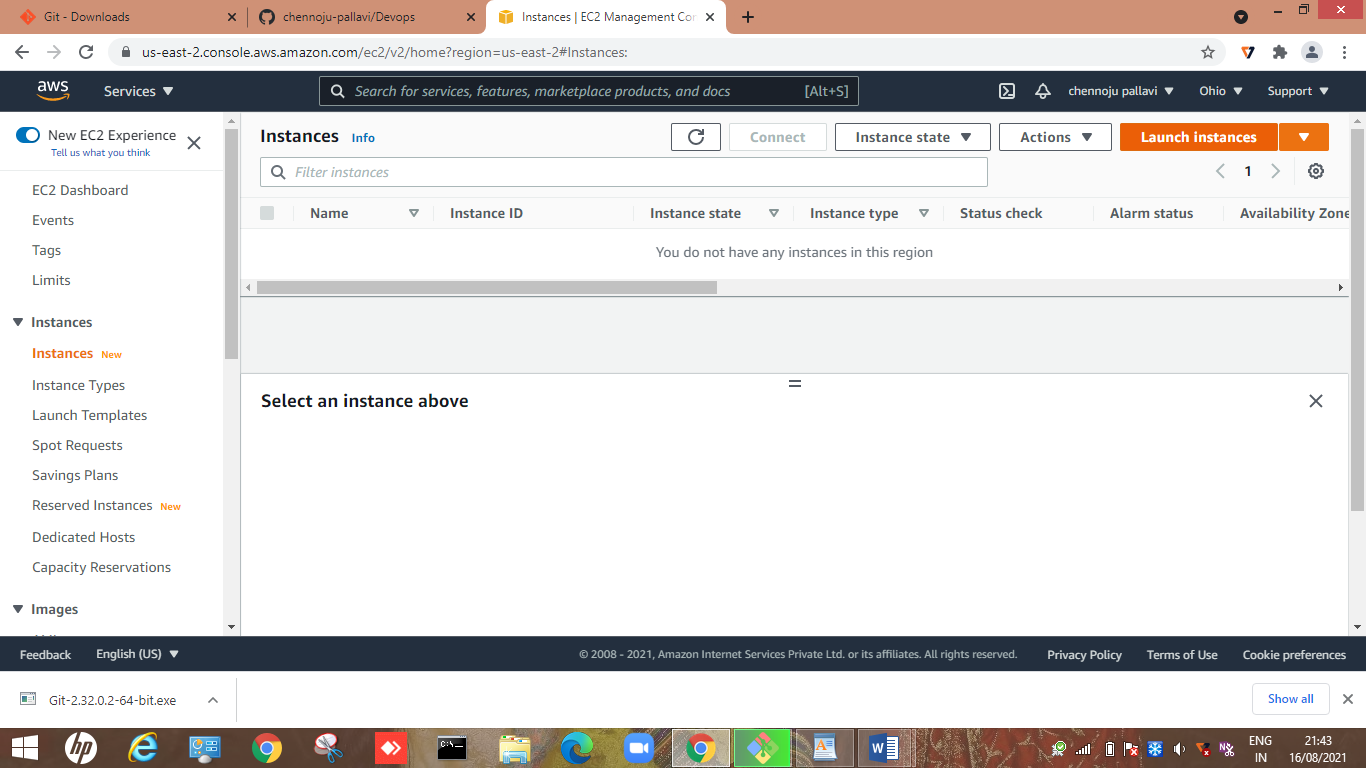 Git - Downloads
chennoju-pallavi/Devops
Instances | EC2 Management Con
us-east-2.console.aws.amazon.com/ec2/v2/home?region=us-east-2#Instances:
aws
Services
Search for services, features, marketplace products, and docs
[Alt+S]
chennoju pallavi
Ohio
Support
New EC2 Experience
Tell us what you think
EC2 Dashboard
Events
Tags
Limits
Instances
Instances New
Instance Types
Launch Templates
Spot Requests
Savings Plans
Reserved Instances New
Dedicated Hosts
Capacity Reservations
Images
Instances Info
Connect
Instance state
Actions
Launch instances
Filter instances
1
Name
Instance ID
Instance state
Instance type
Status check
Alarm status
Availability Zone
You do not have any instances in this region
Select an instance above
Feedback
English (US)
© 2008 - 2021, Amazon Internet Services Private Ltd. or its affiliates. All rights reserved.
Privacy Policy
Terms of Use
Cookie preferences
Git-2.32.0.2-64-bit.exe
Show all
hp
ENG
IN
21:43
16/08/2021